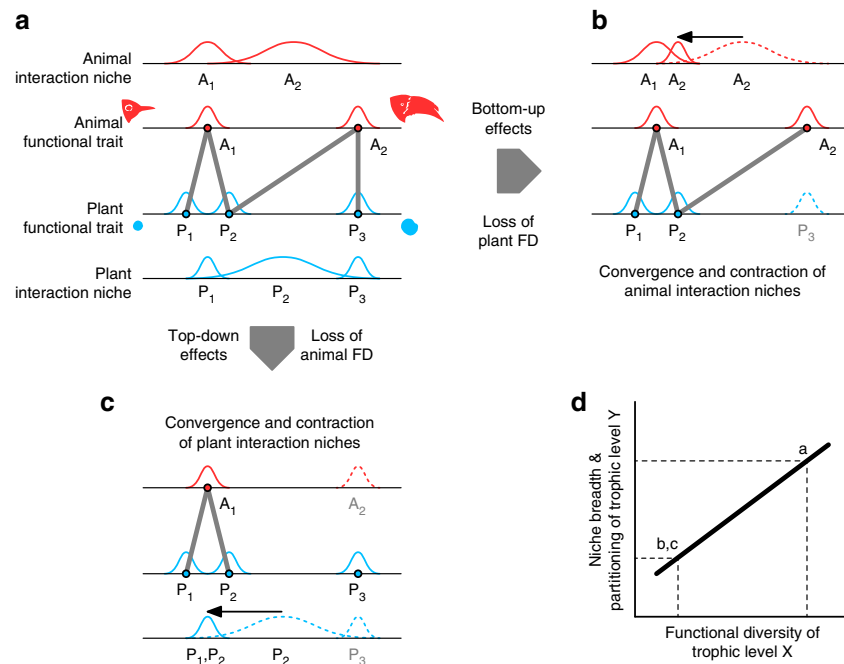 a
Animal
interaction niche
A1
A2
Animal
functional trait
A1
A2
Plant
functional trait
P1
P2
P3
Plant
interaction niche
P1
P2
P3
Bottom-up
effects
Loss of
plant FD
b
A1
A2
A2
A1
A2
P1
P2
P3
Convergence and contraction of
animal interaction niches
Top-down
effects
Loss of
animal FD
c
Convergence and contraction
of plant interaction niches
A1
A2
P1
P2
P3
P1,P2
P2
P3
d
Niche breadth &
partitioning of trophic level Y
a
b,c
Functional diversity of
trophic level X